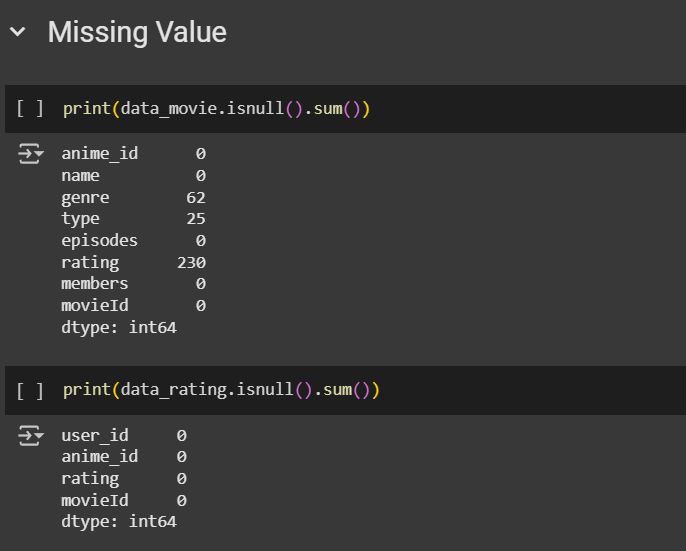 Missing Value
[ ] print(data_movie.isnull().sum())
anime_id 0
name 0
genre 62
type 25
episodes 0
rating 230
members 0
movieId 0
dtype: int64
[ ] print(data_rating.isnull().sum())
user_id 0
anime_id 0
rating 0
movieId 0
dtype: int64